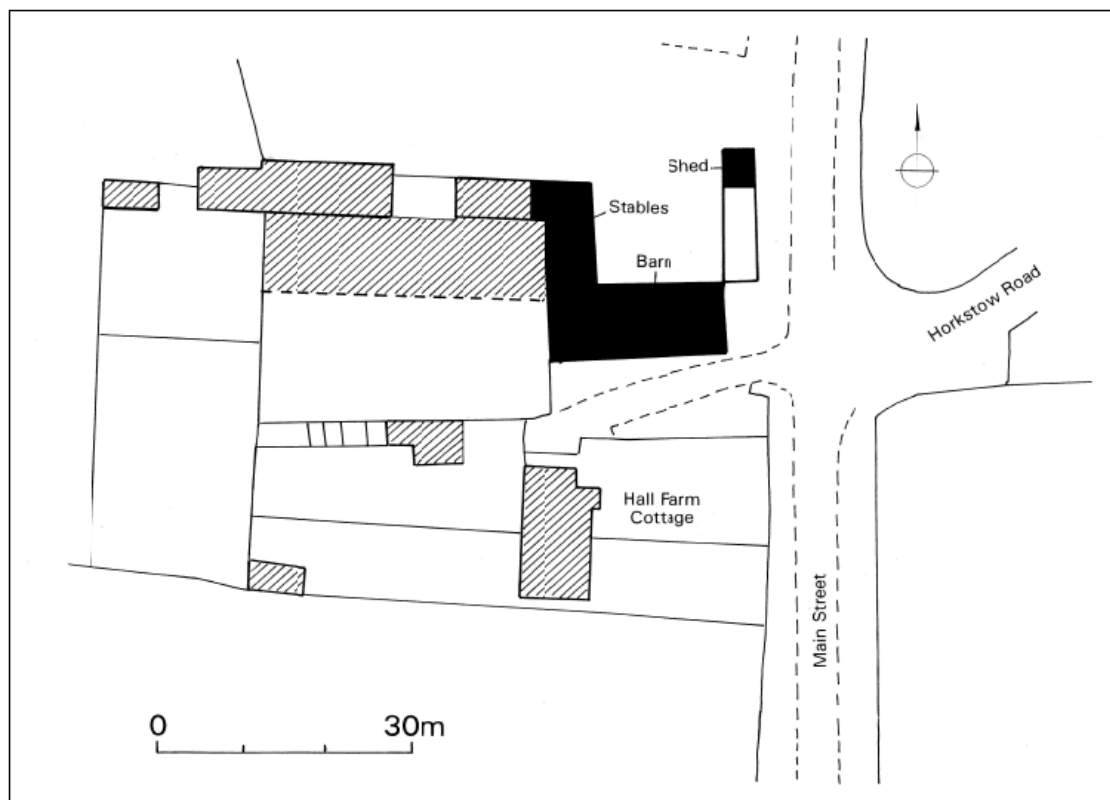 Shed
Stables
Barn
Horkstow Road
Hall Farm
Cottage
Main Street
0 30m